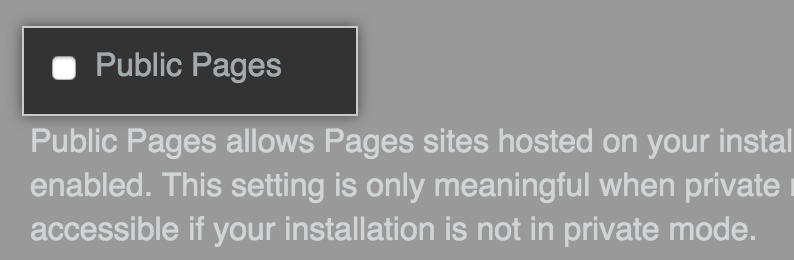 Public Pages
Public Pages allows Pages sites hosted on your instal
enabled. This setting is only meaningful when private
accessible if your installation is not in private mode.